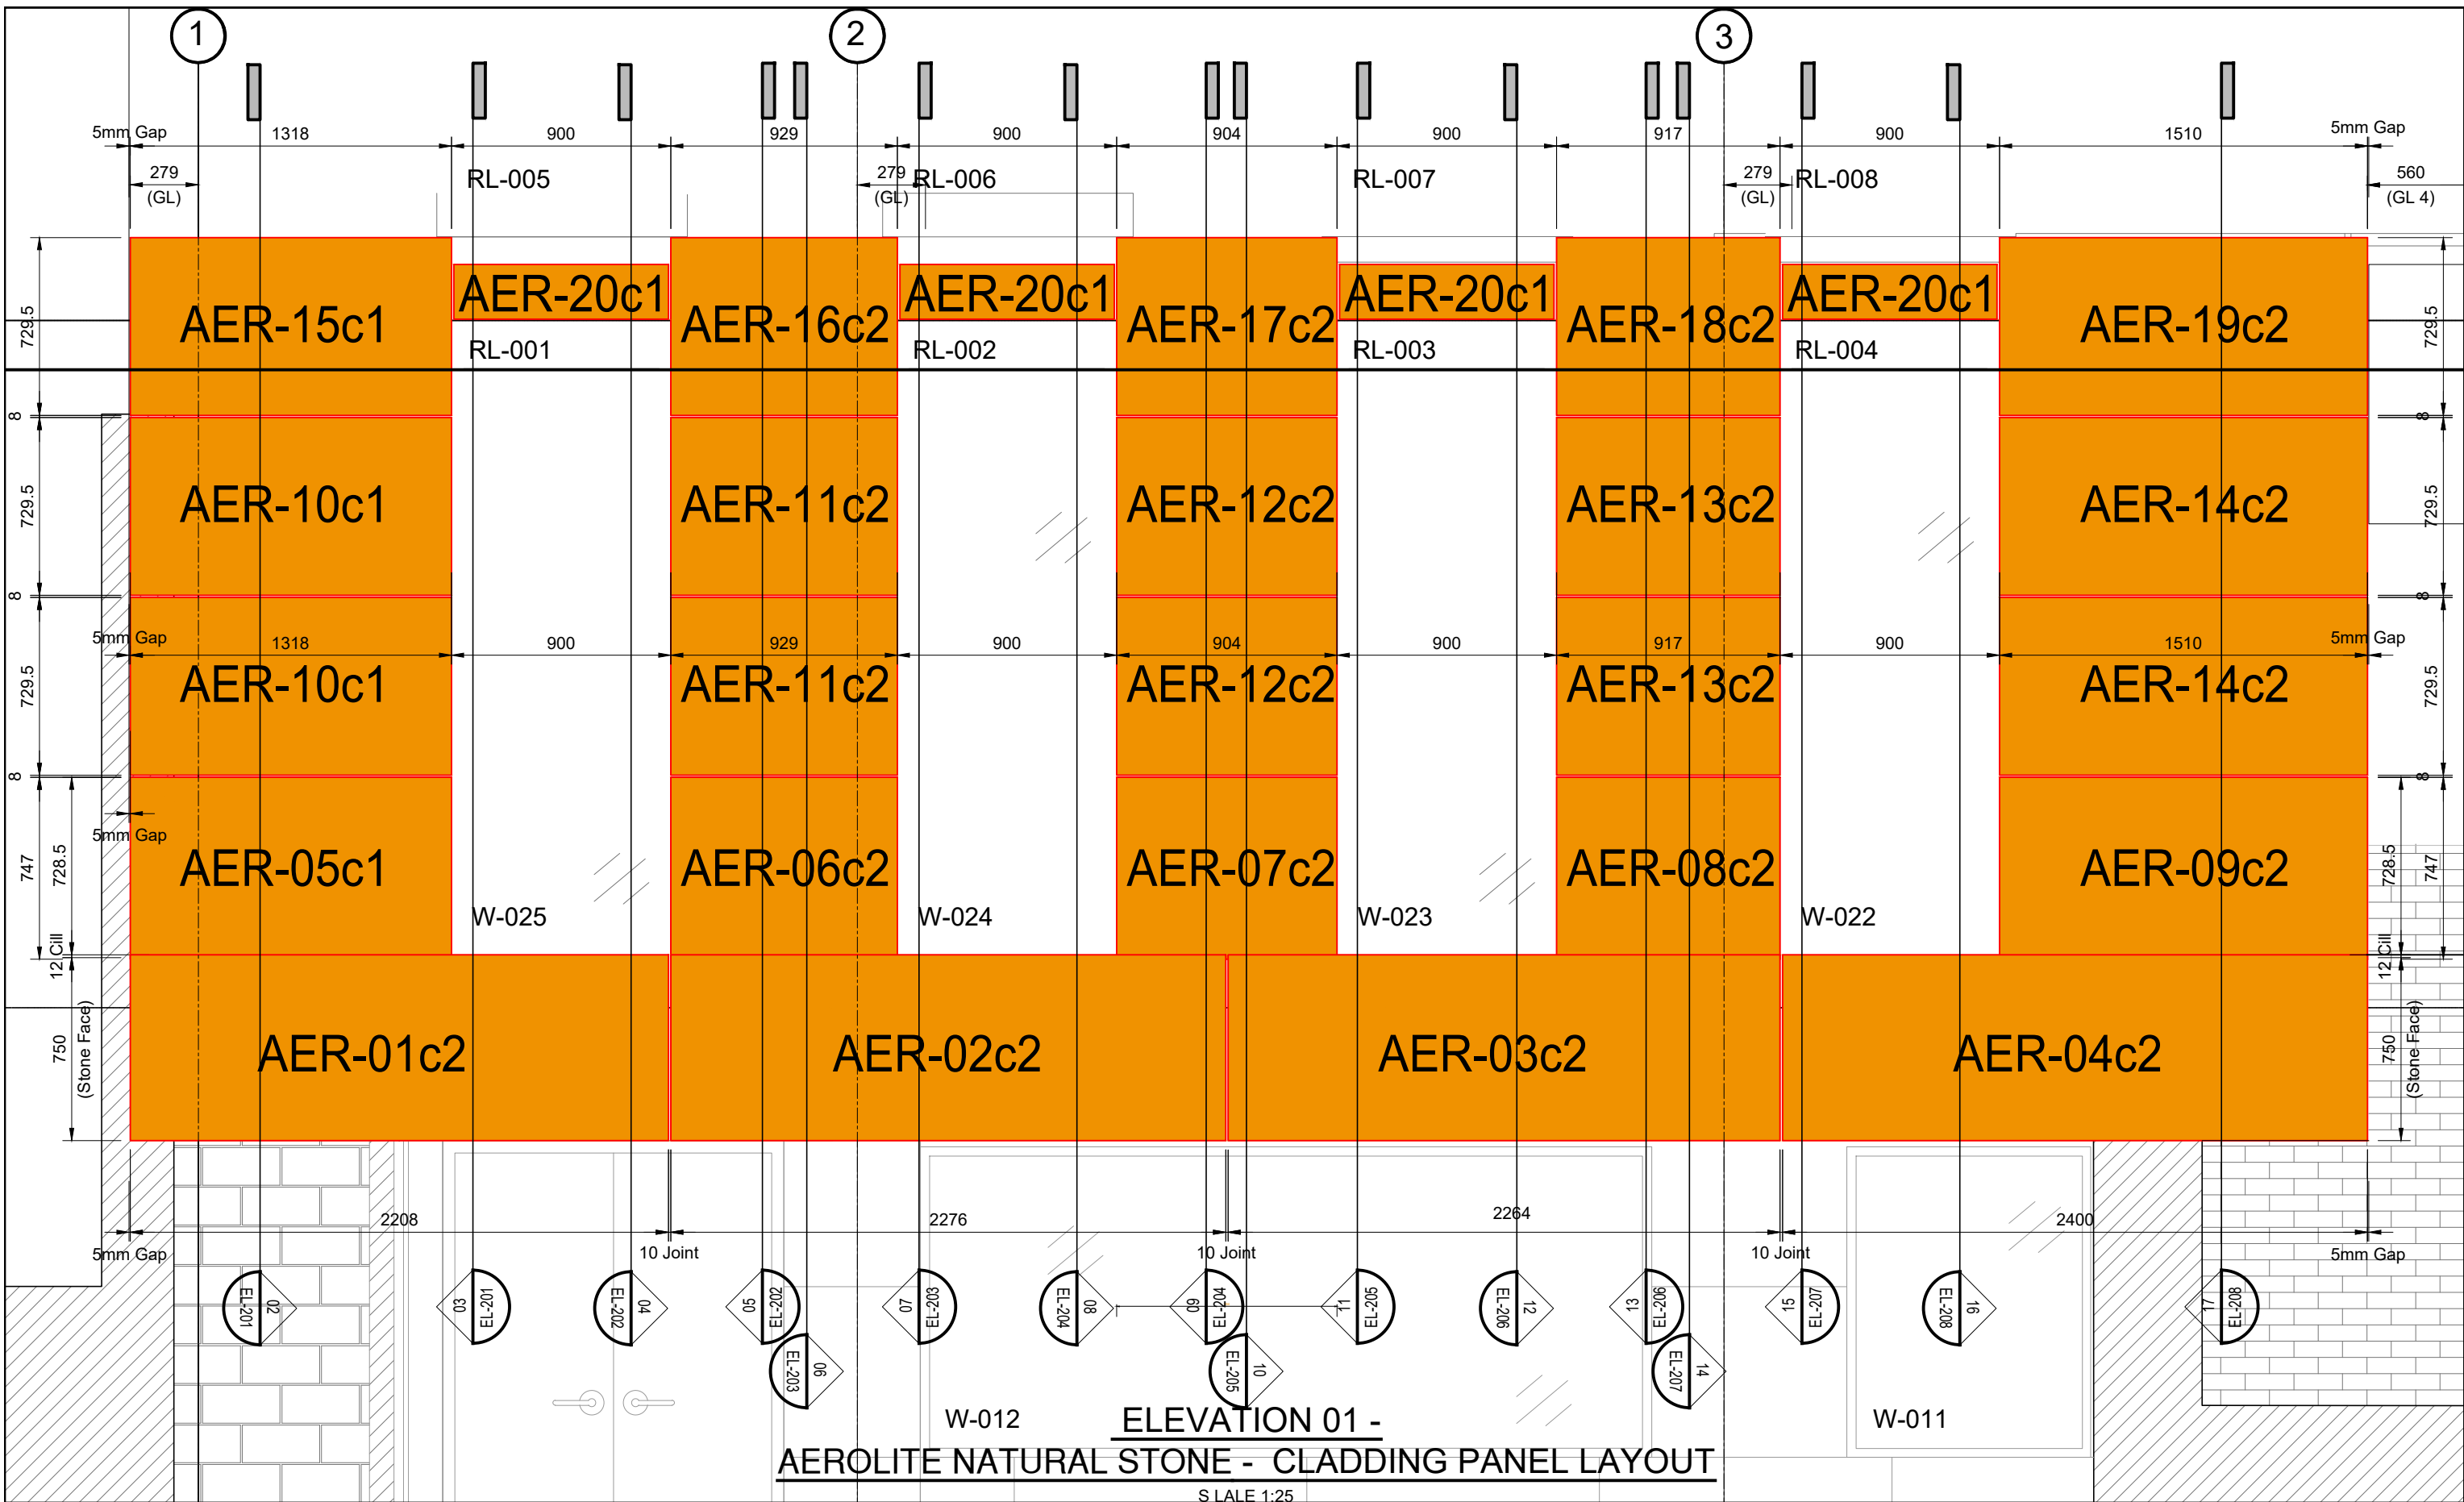 1 2 3
5mm Gap 1318 900 929 900 904 900 917 900 1510 5mm Gap
279 279 279 560
(GL) (GL) (GL) (GL 4)
RL-005 RL-006 RL-007 RL-008
AER-20c1 AER-20c1 AER-20c1 AER-20c1
729.5 AER-15c1 AER-16c2 AER-17c2 AER-18c2 AER-19c2 729.5
RL-001 RL-002 RL-003 RL-004
8 8
729.5 AER-10c1 AER-11c2 AER-12c2 AER-13c2 AER-14c2 729.5
8 8
5mm Gap 1318 900 929 900 904 900 917 900 1510 5mm Gap
729.5 AER-10c1 AER-11c2 AER-12c2 AER-13c2 AER-14c2 729.5
8 8
5mm Gap
747 728.5 AER-05c1 AER-06c2 AER-07c2 AER-08c2 AER-09c2 728.5 747
W-025 W-024 W-023 W-022
12 Cill 12 Cill
750 AER-01c2 AER-02c2 AER-03c2 AER-04c2 750
(Stone Face) (Stone Face)
2208 2276 2264 2400
5mm Gap 10 Joint 10 Joint 10 Joint 5mm Gap
EL-201 02
03 EL-201
EL-202 04
05 EL-202
EL-203 06
07 EL-203
EL-204 08
09 EL-204
EL-205 10
11 EL-205
EL-206 12
13 EL-206
EL-207 14
15 EL-207
EL-208 16
17 EL-208
W-012 W-011
ELEVATION 01 -
AEROLITE NATURAL STONE - CLADDING PANEL LAYOUT
S LALE 1:25